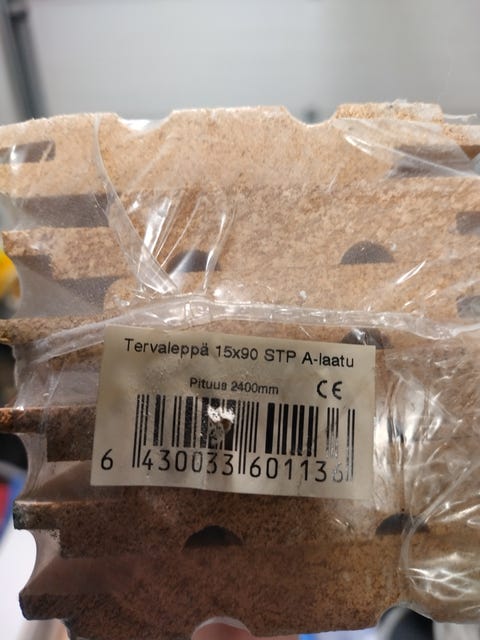 Tervaleppä 15x90 STP A-laatu
Pituus 2400mm CE
6 430033 601136